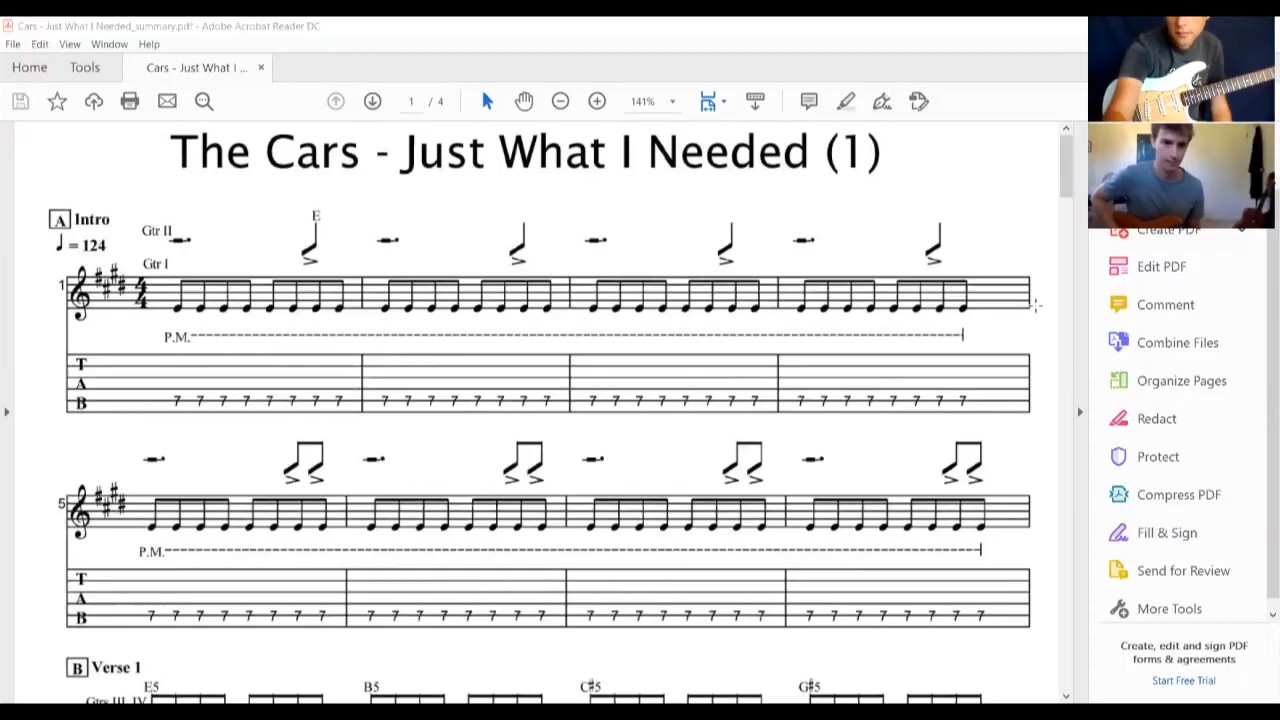 Cars - Just What I Needed_summary.pdf - Adobe Acrobat Reader DC
File Edit View Window Help
Home Tools Cars - Just What I ... ×
1 / 4 141%
The Cars - Just What I Needed (1)
A Intro
E
Gtr II
♩ = 124
Gtr I
1
4
4
P.M.
T
A
B
7 7 7 7 7 7 7 7 7 7 7 7 7 7 7 7 7 7 7 7 7 7 7 7 7 7 7 7 7 7 7 7
5
P.M.
T
A
B
7 7 7 7 7 7 7 7 7 7 7 7 7 7 7 7 7 7 7 7 7 7 7 7 7 7 7 7 7 7 7 7
B Verse 1
E5 B5 C#5 G#5
Gtrs III, IV
Create PDF
Edit PDF
Comment
Combine Files
Organize Pages
Redact
Protect
Compress PDF
Fill & Sign
Send for Review
More Tools
Create, edit and sign PDF
forms & agreements
Start Free Trial